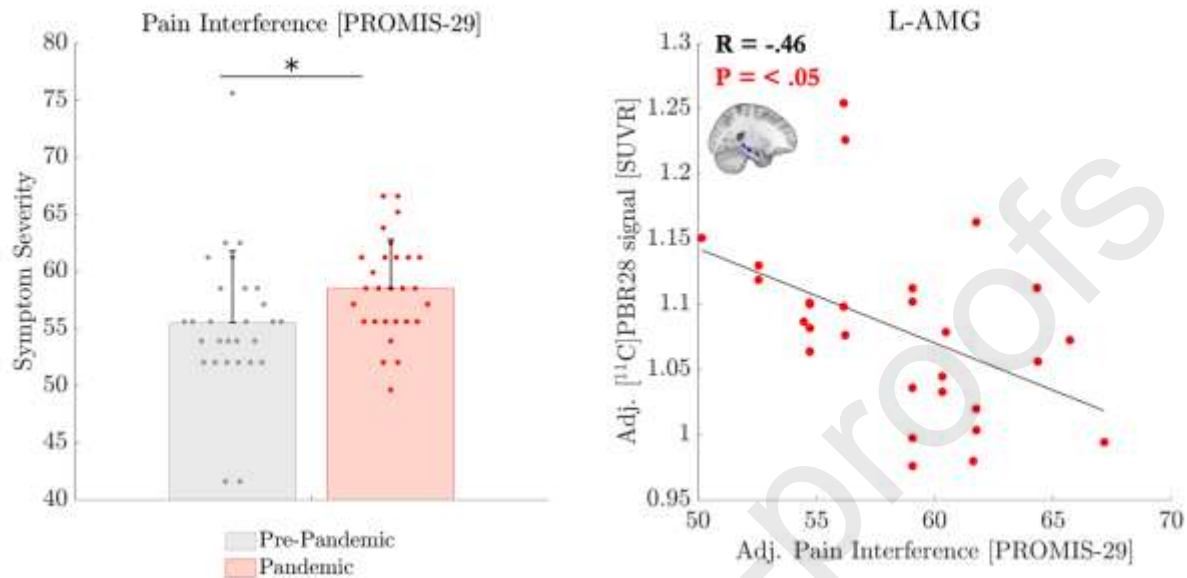 Pain Interference [PROMIS-29]
80
75
70
65
60
55
50
45
40
Symptom Severity
*
Pre-Pandemic
Pandemic
L-AMG
R = -.46
P = < .05
1.3
1.25
1.2
1.15
1.1
1.05
1
0.95
Adj. [¹¹C]PBR28 signal [SUVR]
50
55
60
65
70
Adj. Pain Interference [PROMIS-29]
proofs